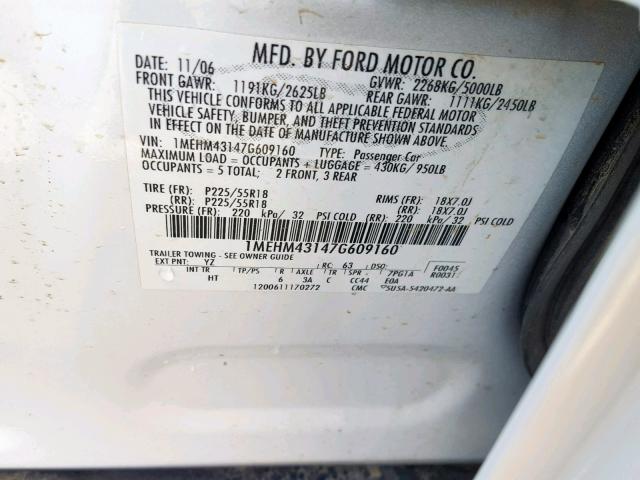 MFD. BY FORD MOTOR CO.
DATE: 11/06 GVWR: 2268KG/5000LB
FRONT GAWR: 1191KG/2625LB REAR GAWR: 1111KG/2450LB
THIS VEHICLE CONFORMS TO ALL APPLICABLE FEDERAL MOTOR
VEHICLE SAFETY, BUMPER, AND THEFT PREVENTION STANDARDS
IN EFFECT ON THE DATE OF MANUFACTURE SHOWN ABOVE.
VIN: 1MEHM43147G609160 TYPE: Passenger Car
MAXIMUM LOAD = OCCUPANTS + LUGGAGE = 430KG/ 950LB
OCCUPANTS = 5 TOTAL; 2 FRONT, 3 REAR
TIRE (FR): P225/55R18 RIMS (FR): 18X7.0J
(RR): P225/55R18 (RR): 18X7.0J
PRESSURE (FR): 220 kPa/ 32 PSI COLD (RR): 220 kPa/ 32 PSI COLD
1MEHM43147G609160
TRAILER TOWING - SEE OWNER GUIDE
EXT PNT: YZ RC: 63 DSO: F0045
INT TR TP/PS R AXLE TR SPR 7PG1A R0031
HT 6 3A C CC44 E0A
1200611170272 CMC 5U5A-5420472-AA